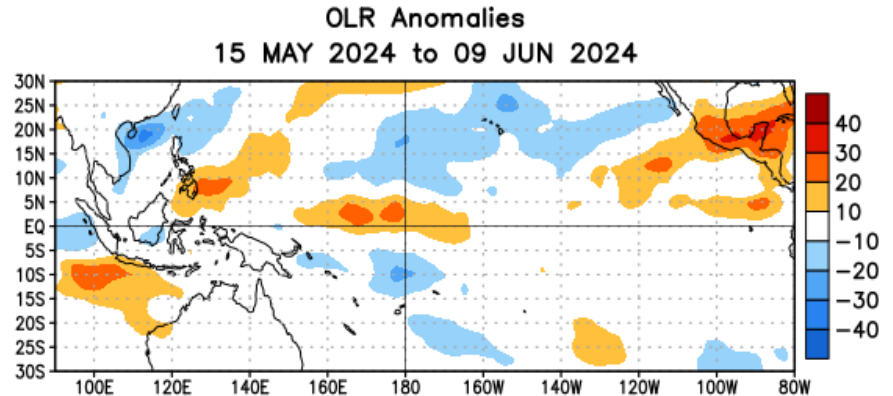 OLR Anomalies
15 MAY 2024 to 09 JUN 2024
30N
25N
20N
15N
10N
5N
EQ
5S
10S
15S
20S
25S
30S
100E 120E 140E 160E 180 160W 140W 120W 100W 80W
40
30
20
10
-10
-20
-30
-40